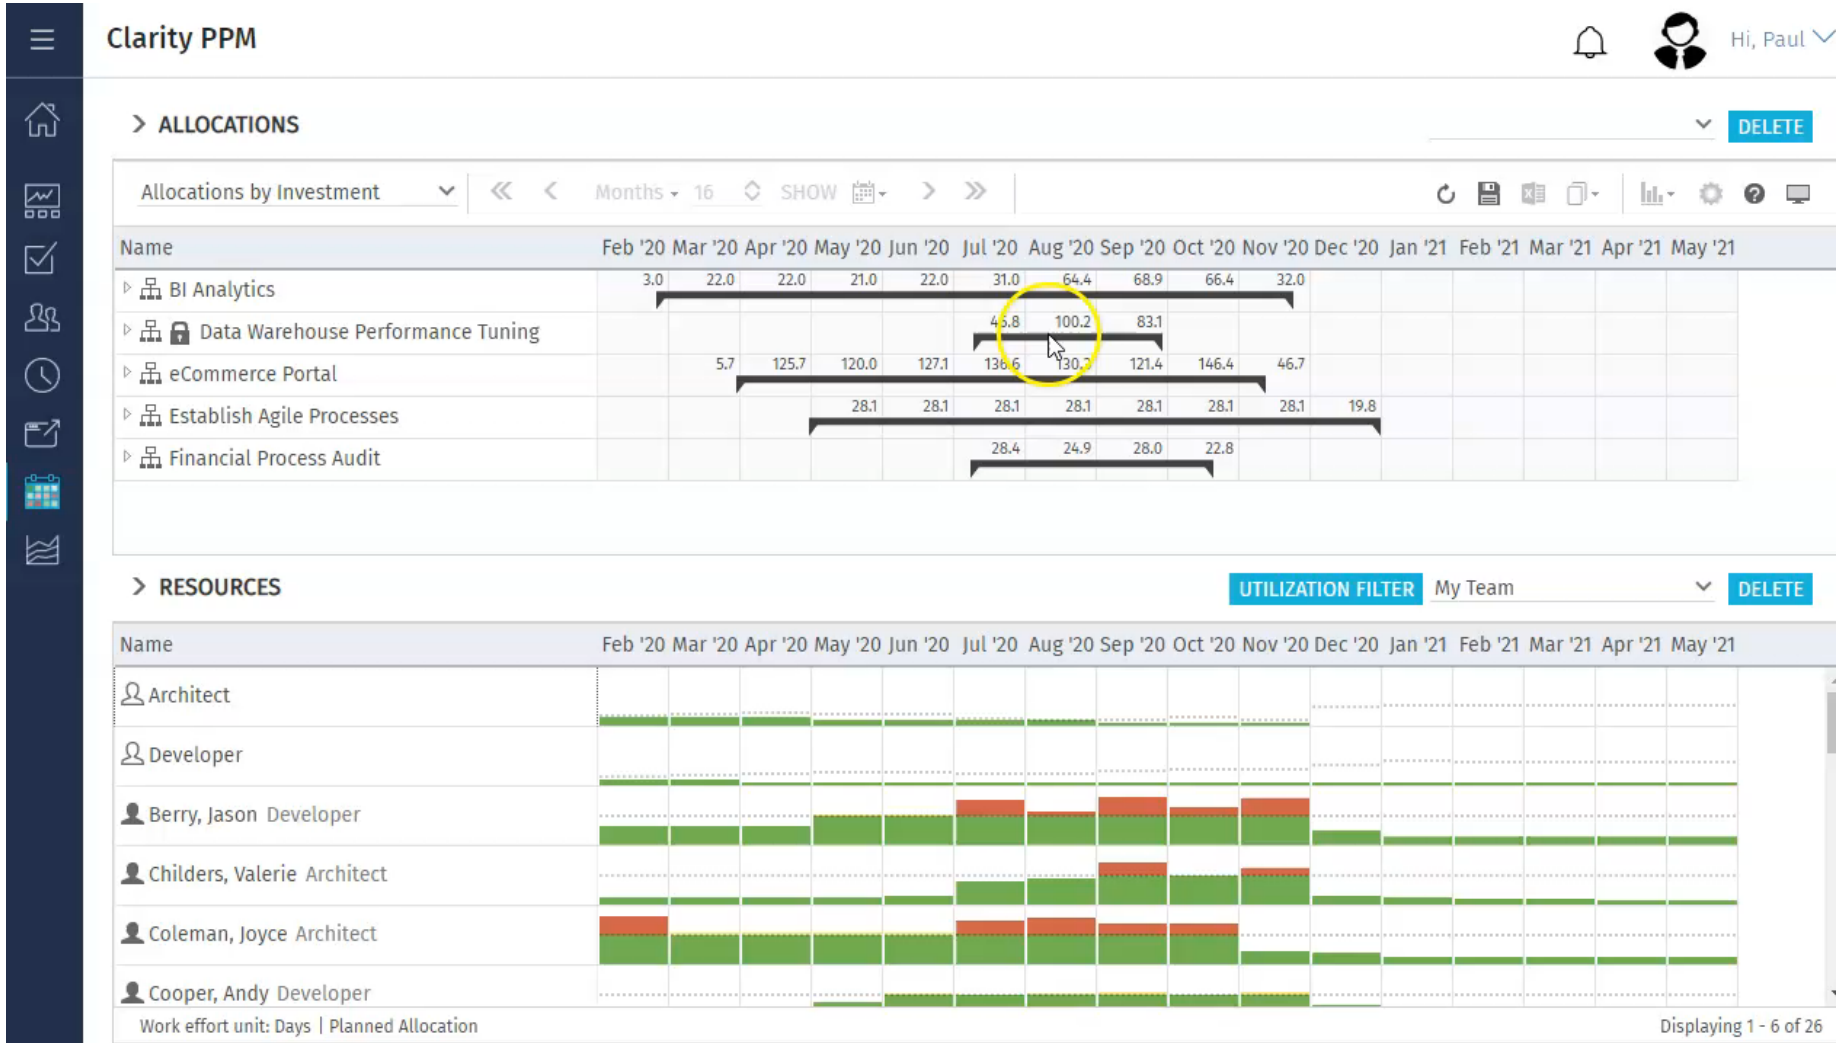 Clarity PPM
Hi, Paul
ALLOCATIONS
DELETE
Allocations by Investment
Months 16 SHOW
Name Feb '20 Mar '20 Apr '20 May '20 Jun '20 Jul '20 Aug '20 Sep '20 Oct '20 Nov '20 Dec '20 Jan '21 Feb '21 Mar '21 Apr '21 May '21
BI Analytics 3.0 22.0 22.0 21.0 22.0 31.0 64.4 68.9 66.4 32.0
Data Warehouse Performance Tuning 100.2 83.1
eCommerce Portal 5.7 125.7 120.0 127.1 136.6 121.4 146.4 46.7
Establish Agile Processes 28.1 28.1 28.1 28.1 28.1 28.1 28.1 19.8
Financial Process Audit 28.4 24.9 28.0 22.8
RESOURCES
UTILIZATION FILTER My Team DELETE
Name Feb '20 Mar '20 Apr '20 May '20 Jun '20 Jul '20 Aug '20 Sep '20 Oct '20 Nov '20 Dec '20 Jan '21 Feb '21 Mar '21 Apr '21 May '21
Architect
Developer
Berry, Jason Developer
Childers, Valerie Architect
Coleman, Joyce Architect
Cooper, Andy Developer
Work effort unit: Days | Planned Allocation
Displaying 1 - 6 of 26